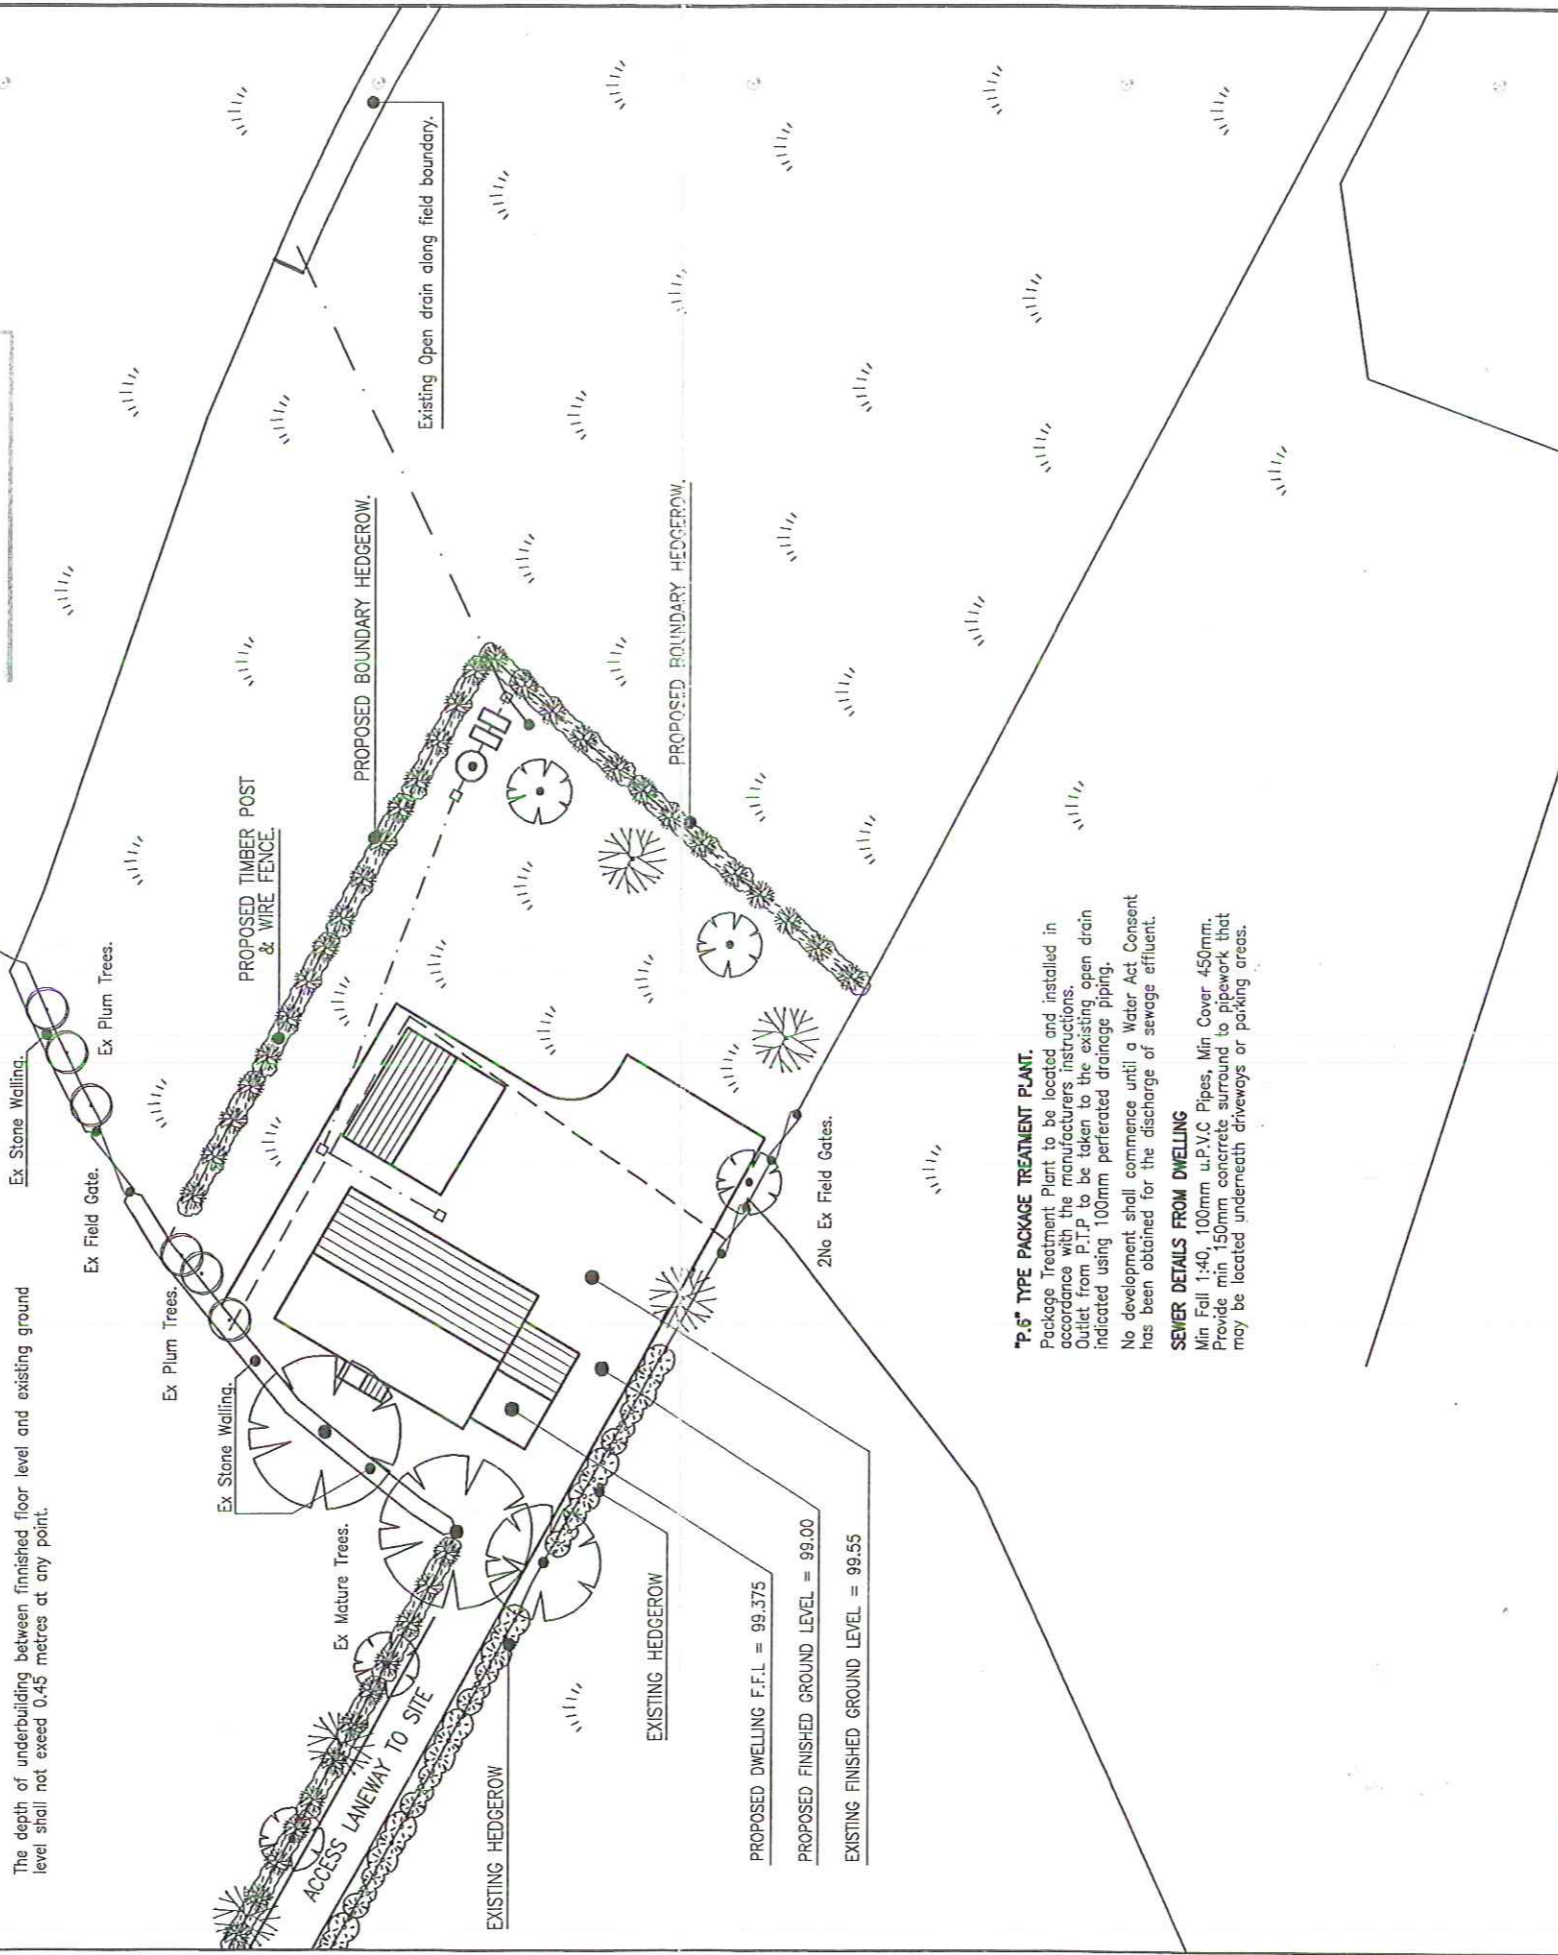 The depth of underbuilding between finnished floor level and existing ground
level shall not exeed 0.45 metres at any point.
Ex Stone Walling.
Ex Plum Trees.
Ex Field Gate.
Ex Plum Trees.
Ex Stone Walling.
Ex Mature Trees.
PROPOSED TIMBER POST
& WIRE FENCE.
PROPOSED BOUNDARY HEDGEROW.
Existing Open drain along field boundary.
PROPOSED BOUNDARY HEDGEROW.
ACCESS LANEWAY TO SITE
EXISTING HEDGEROW
EXISTING HEDGEROW
PROPOSED DWELLING F.F.L = 99.375
PROPOSED FINISHED GROUND LEVEL = 99.00
EXISTING FINISHED GROUND LEVEL = 99.55
2No Ex Field Gates.
"P.6" TYPE PACKAGE TREATMENT PLANT.
Package Treatment Plant to be located and installed in
accordance with the manufacturers instructions.
Outlet from P.T.P to be taken to the existing open drain
indicated using 100mm perferated drainage piping.
No development shall commence until a Water Act Consent
has been obtained for the discharge of sewage effluent.
SEWER DETAILS FROM DWELLING
Min Fall 1:40, 100mm u.P.V.C Pipes, Min Cover 450mm.
Provide min 150mm concrete surround to pipework that
may be located underneath driveways or parking areas.